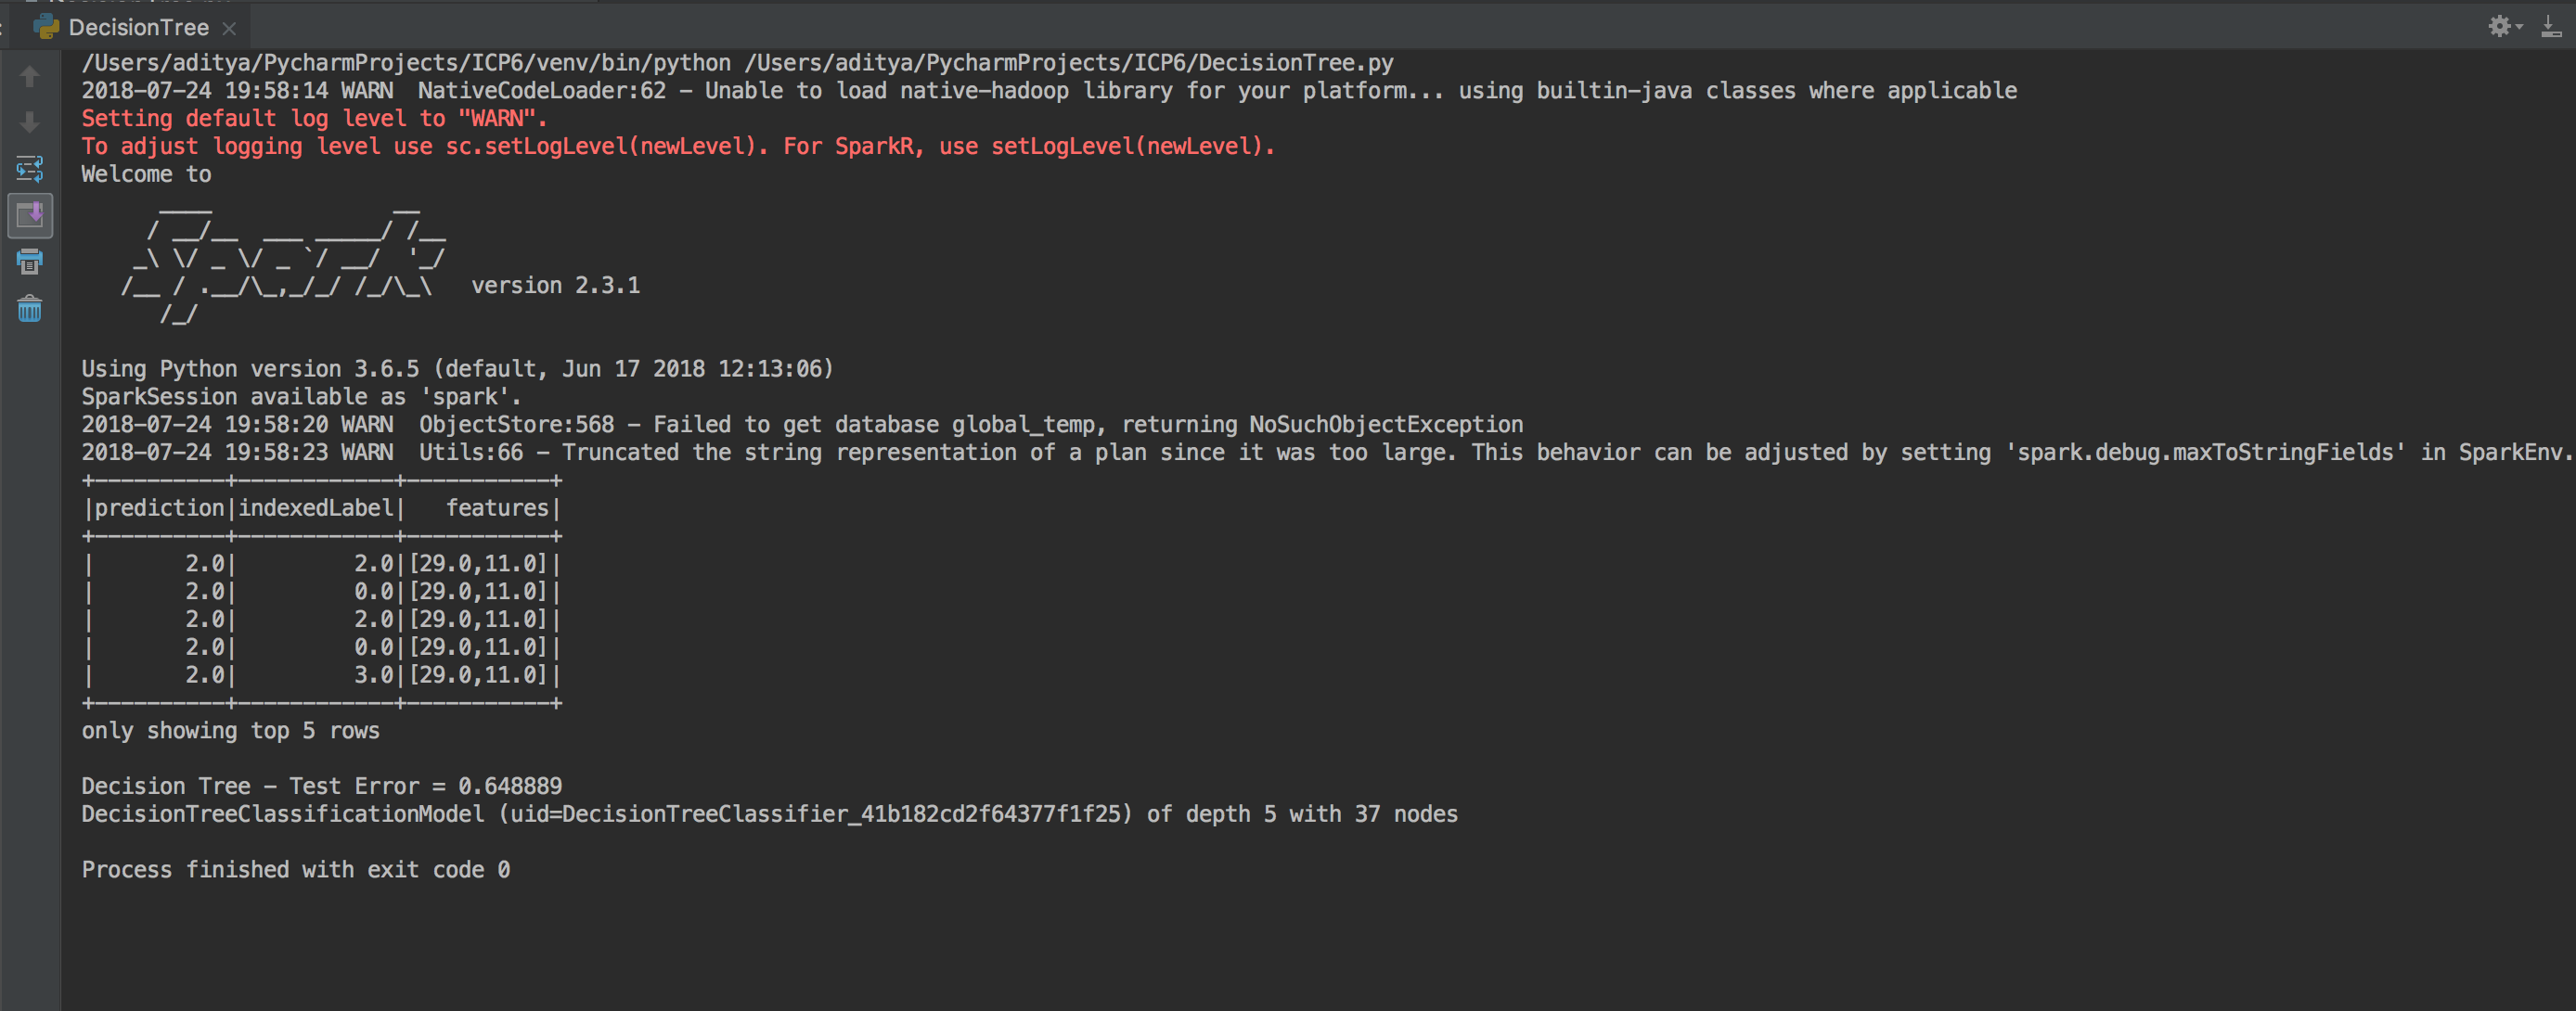 DecisionTree
/Users/aditya/PycharmProjects/ICP6/venv/bin/python /Users/aditya/PycharmProjects/ICP6/DecisionTree.py
2018-07-24 19:58:14 WARN  NativeCodeLoader:62 - Unable to load native-hadoop library for your platform... using builtin-java classes where applicable
Setting default log level to "WARN".
To adjust logging level use sc.setLogLevel(newLevel). For SparkR, use setLogLevel(newLevel).
Welcome to
      ____              __
     / __/__  ___ _____/ /__
    _\ \/ _ \/ _ `/ __/  '_/
   /__ / .__/\_,_/_/ /_/\_\   version 2.3.1
      /_/
Using Python version 3.6.5 (default, Jun 17 2018 12:13:06)
SparkSession available as 'spark'.
2018-07-24 19:58:20 WARN  ObjectStore:568 - Failed to get database global_temp, returning NoSuchObjectException
2018-07-24 19:58:23 WARN  Utils:66 - Truncated the string representation of a plan since it was too large. This behavior can be adjusted by setting 'spark.debug.maxToStringFields' in SparkEnv.
+----------+------------+-----------+
|prediction|indexedLabel|   features|
+----------+------------+-----------+
|       2.0|         2.0|[29.0,11.0]|
|       2.0|         0.0|[29.0,11.0]|
|       2.0|         2.0|[29.0,11.0]|
|       2.0|         0.0|[29.0,11.0]|
|       2.0|         3.0|[29.0,11.0]|
+----------+------------+-----------+
only showing top 5 rows
Decision Tree - Test Error = 0.648889
DecisionTreeClassificationModel (uid=DecisionTreeClassifier_41b182cd2f64377f1f25) of depth 5 with 37 nodes
Process finished with exit code 0